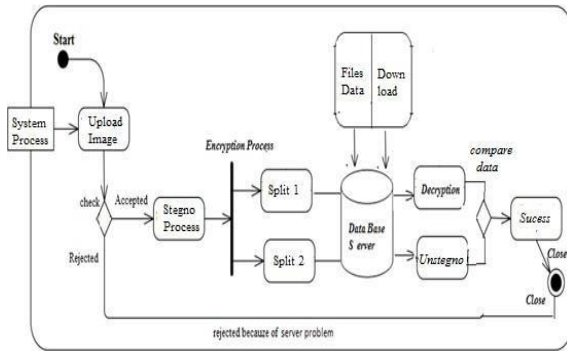 Start
System
Process
Upload
Image
check
Accepted
Rejected
Stegno
Process
Encryption Process
Split 1
Split 2
Files
Data
Down
load
Data Base
Server
Decryption
Unstegno
compare
data
Sucess
Close
Close
rejected becauze of server problem